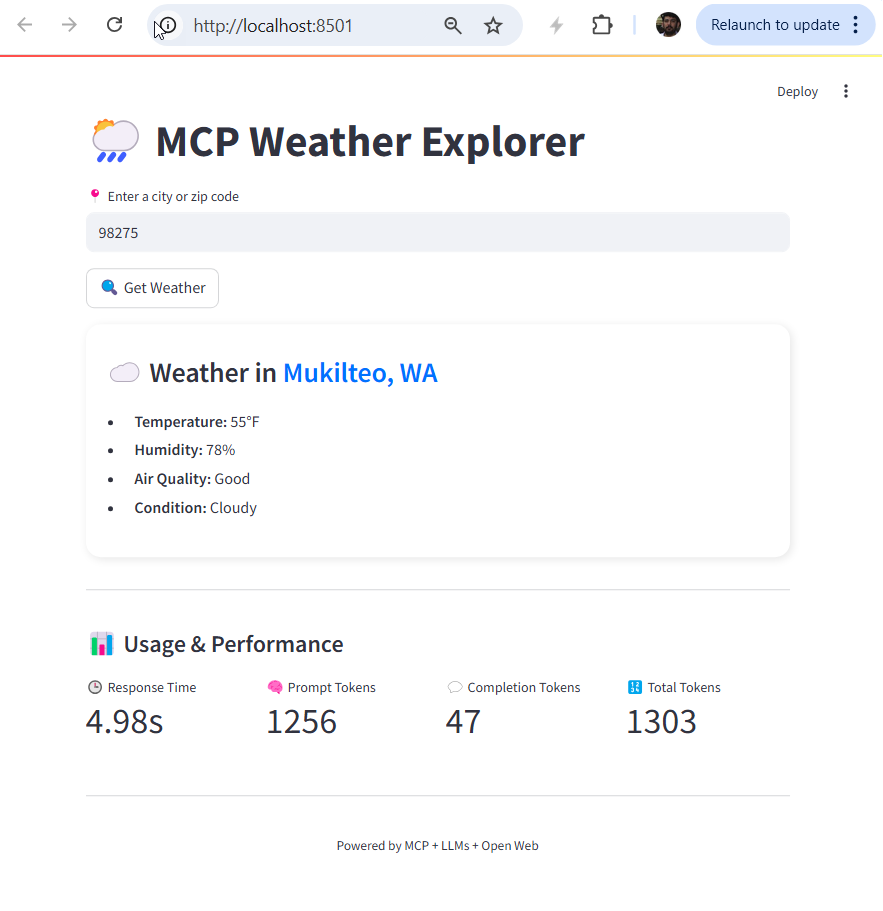 http://localhost:8501
Relaunch to update
Deploy
MCP Weather Explorer
Enter a city or zip code
98275
Get Weather
Weather in Mukilteo, WA
Temperature: 55°F
Humidity: 78%
Air Quality: Good
Condition: Cloudy
Usage & Performance
Response Time Prompt Tokens Completion Tokens Total Tokens
4.98s 1256 47 1303
Powered by MCP + LLMs + Open Web